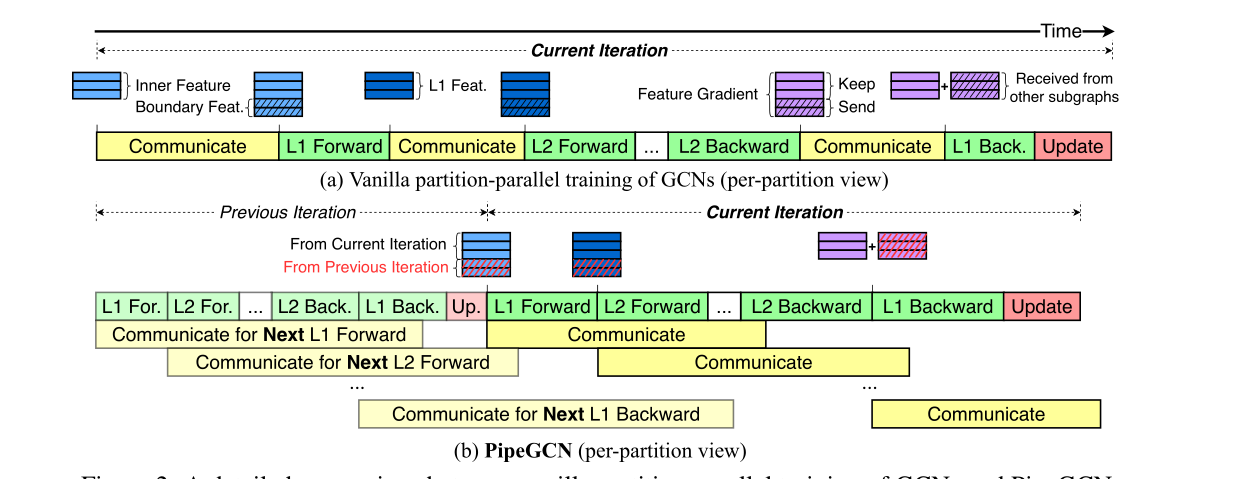 Time
Current Iteration
Inner Feature
Boundary Feat.
L1 Feat.
Feature Gradient
Keep
Send
+
Received from
other subgraphs
Communicate L1 Forward Communicate L2 Forward ... L2 Backward Communicate L1 Back. Update
(a) Vanilla partition-parallel training of GCNs (per-partition view)
Previous Iteration Current Iteration
From Current Iteration
From Previous Iteration
+
L1 For. L2 For. ... L2 Back. L1 Back. Up. L1 Forward L2 Forward ... L2 Backward L1 Backward Update
Communicate for Next L1 Forward Communicate
Communicate for Next L2 Forward Communicate
... ...
Communicate for Next L1 Backward Communicate
(b) PipeGCN (per-partition view)